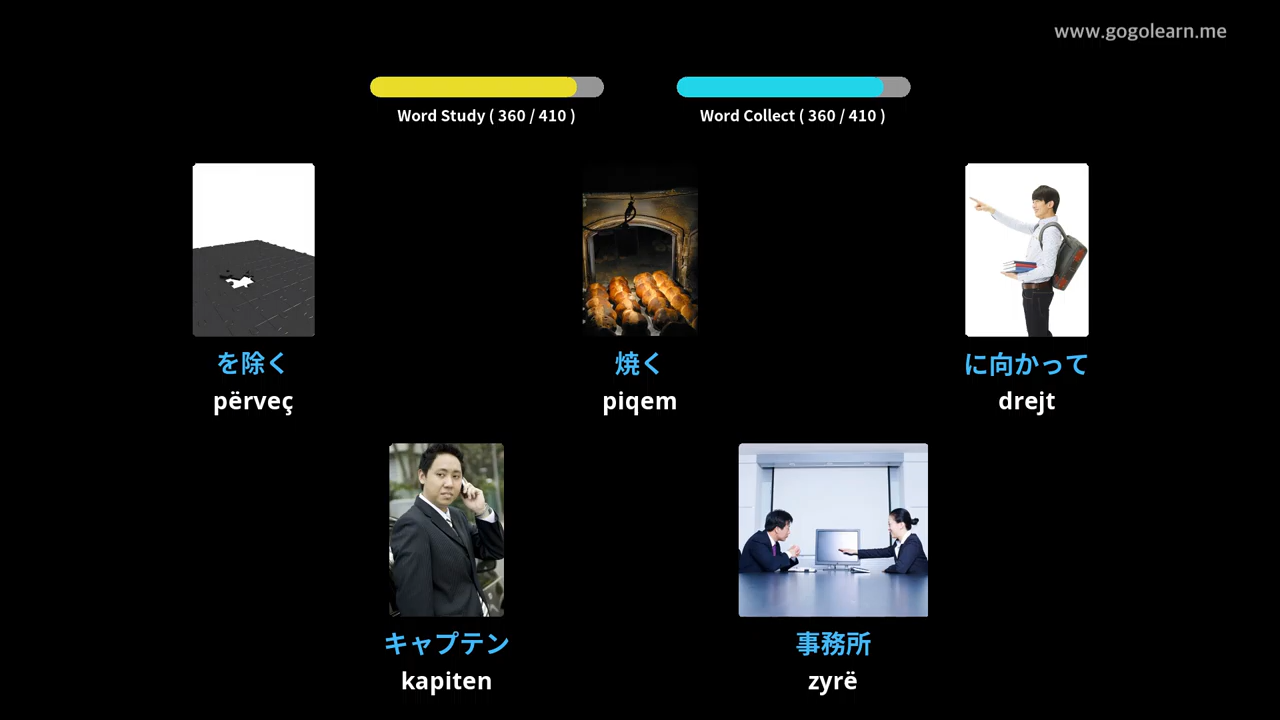 www.gogolearn.me
Word Study ( 360 / 410 )
Word Collect ( 360 / 410 )
を除く
përveç
焼く
piqem
に向かって
drejt
キャプテン
kapiten
事務所
zyrë